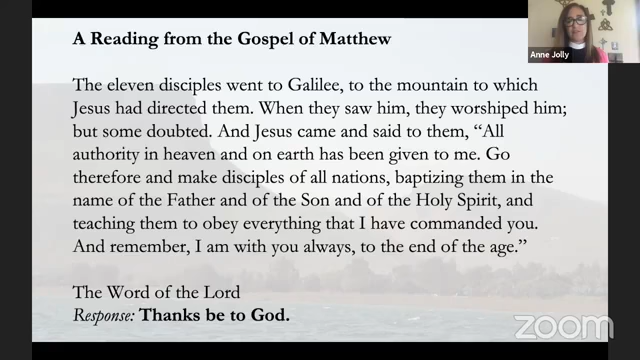 A Reading from the Gospel of Matthew
The eleven disciples went to Galilee, to the mountain to which
Jesus had directed them. When they saw him, they worshiped him;
but some doubted. And Jesus came and said to them, “All
authority in heaven and on earth has been given to me. Go
therefore and make disciples of all nations, baptizing them in the
name of the Father and of the Son and of the Holy Spirit, and
teaching them to obey everything that I have commanded you.
And remember, I am with you always, to the end of the age.”
The Word of the Lord
Response: Thanks be to God.
Anne Jolly
zoom